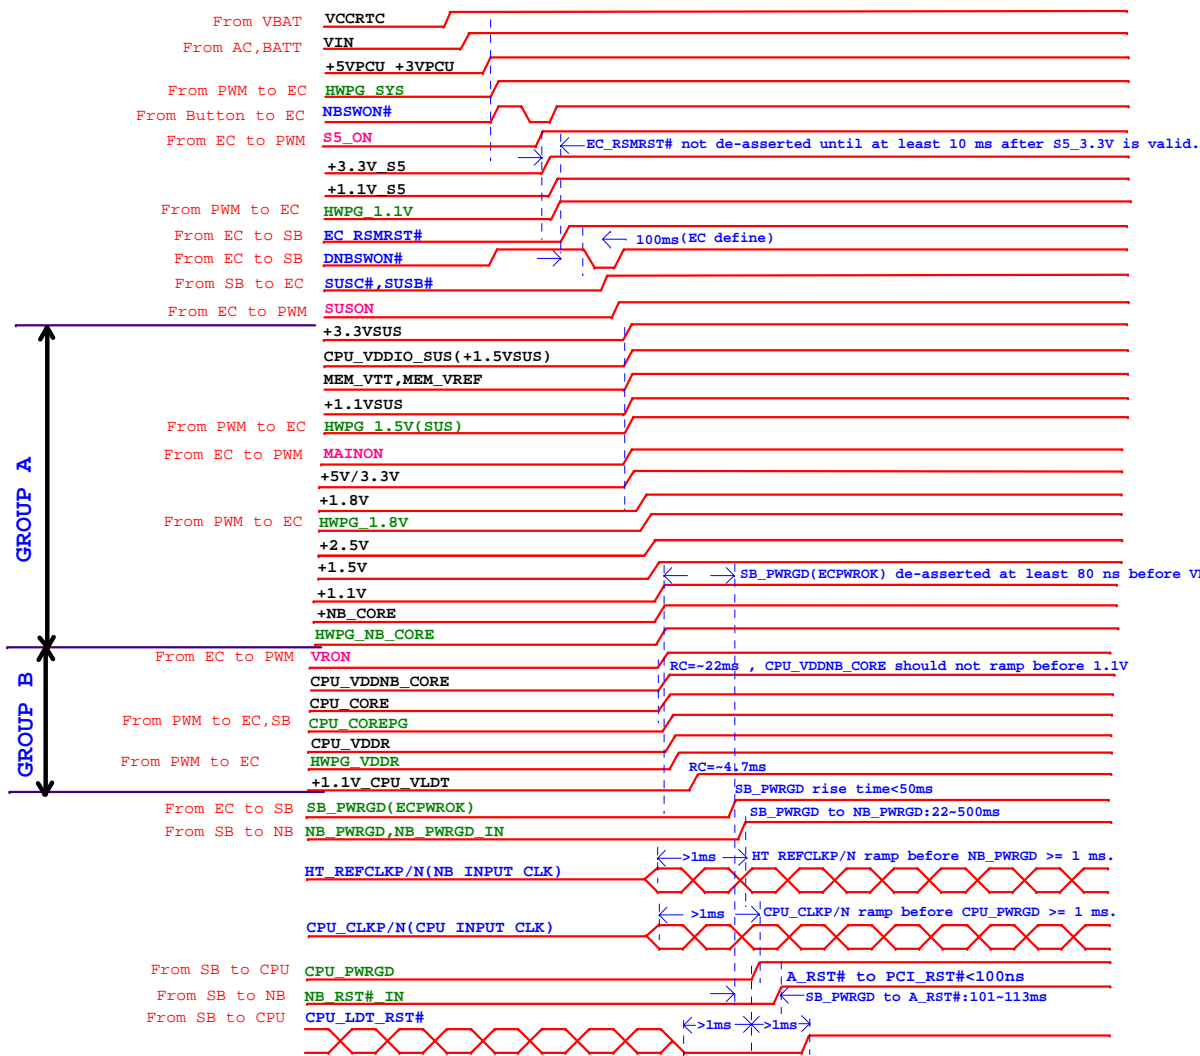 From VBAT VCCRTC
From AC,BATT VIN
+5VPCU +3VPCU
From PWM to EC HWPG_SYS
From Button to EC NBSWON#
From EC to PWM S5_ON
EC_RSMRST# not de-asserted until at least 10 ms after S5_3.3V is valid.
+3.3V_S5
+1.1V_S5
From PWM to EC HWPG_1.1V
From EC to SB EC_RSMRST#
100ms(EC define)
From EC to SB DNBSWON#
From SB to EC SUSC#,SUSB#
From EC to PWM SUSON
GROUP A
+3.3VSUS
CPU_VDDIO_SUS(+1.5VSUS)
MEM_VTT,MEM_VREF
+1.1VSUS
From PWM to EC HWPG_1.5V(SUS)
From EC to PWM MAINON
+5V/3.3V
+1.8V
From PWM to EC HWPG_1.8V
+2.5V
+1.5V
SB_PWRGD(ECPWROK) de-asserted at least 80 ns before
+1.1V
+NB_CORE
HWPG_NB_CORE
GROUP B
From EC to PWM VRON
RC=~22ms , CPU_VDDNB_CORE should not ramp before 1.1V
CPU_VDDNB_CORE
CPU_CORE
From PWM to EC,SB CPU_COREPG
CPU_VDDR
From PWM to EC HWPG_VDDR
RC=~4.7ms
+1.1V_CPU_VLDT
SB_PWRGD rise time<50ms
From EC to SB SB_PWRGD(ECPWROK)
SB_PWRGD to NB_PWRGD:22~500ms
From SB to NB NB_PWRGD,NB_PWRGD_IN
>1ms HT REFCLKP/N ramp before NB_PWRGD >= 1 ms.
HT_REFCLKP/N(NB INPUT CLK)
>1ms CPU_CLKP/N ramp before CPU_PWRGD >= 1 ms.
CPU_CLKP/N(CPU INPUT CLK)
From SB to CPU CPU_PWRGD
A_RST# to PCI_RST#<100ns
From SB to NB NB_RST#_IN
SB_PWRGD to A_RST#:101~113ms
From SB to CPU CPU_LDT_RST#
>1ms >1ms